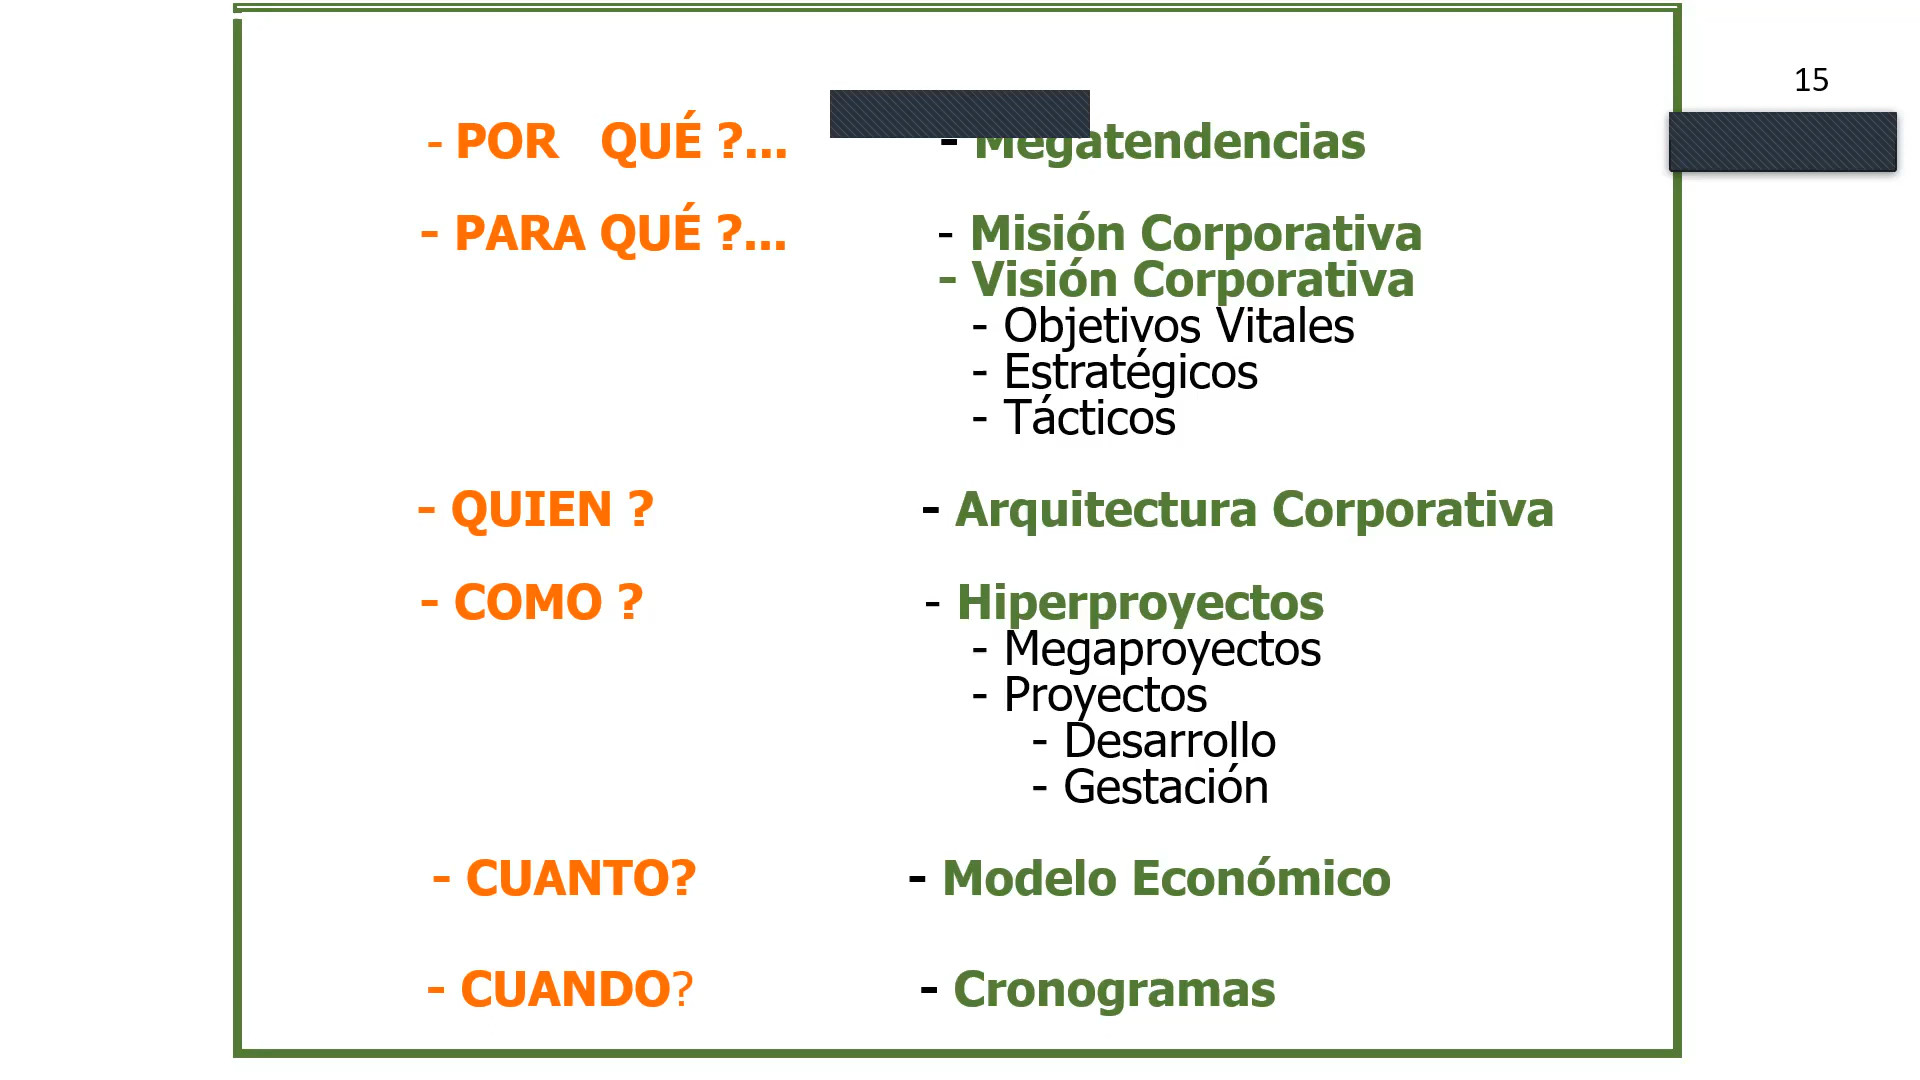 15
- POR QUÉ ?... - Megatendencias
- PARA QUÉ ?... - Misión Corporativa
- Visión Corporativa
- Objetivos Vitales
- Estratégicos
- Tácticos
- QUIEN ? - Arquitectura Corporativa
- COMO ? - Hiperproyectos
- Megaproyectos
- Proyectos
- Desarrollo
- Gestación
- CUANTO? - Modelo Económico
- CUANDO? - Cronogramas